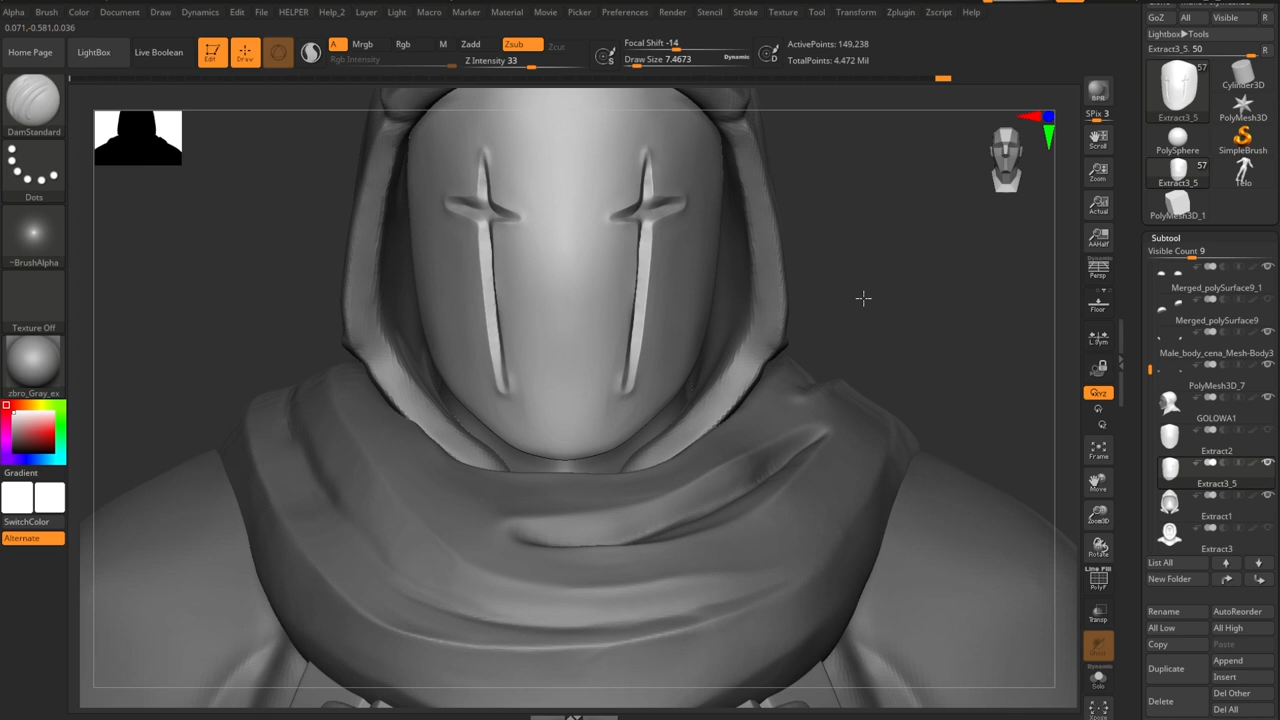 Alpha Brush Color Document Draw Dynamics Edit File HELPER Help_2 Layer Light Macro Marker Material Movie Picker Preferences Render Stencil Stroke Texture Tool Transform Zplugin Zscript Help
0.071,-0.581,0.036
Home Page LightBox Live Boolean Edit Draw A Mrgb Rgb M Zadd Zsub Zcut
Rgb Intensity Z Intensity 33
S Focal Shift -14
Draw Size 7.4673 Dynamic D
ActivePoints: 149,238
TotalPoints: 4.472 Mil
DamStandard
Dots
~BrushAlpha
Texture Off
zbro_Gray_ex
Gradient
SwitchColor
Alternate
BPR
SPix 3
Scroll
Zoom
Actual
AAHalf
Dynamic
Persp
Floor
L.Sym
XYZ
Frame
Move
Zoom3D
Rotate
Line Fill
PolyF
Transp
Ghost
Dynamic
Solo
Xpose
GoZ All Visible R
Lightbox▶Tools
Extract3_5. 50 R
57
Extract3_5
Cylinder3D
PolyMesh3D
PolySphere
SimpleBrush
57
Extract3_5
Telo
PolyMesh3D_1
Subtool
Visible Count 9
Merged_polySurface9_1
Merged_polySurface9
Male_body_cena_Mesh-Body3
PolyMesh3D_7
GOLOWA1
Extract2
Extract3_5
Extract1
Extract3
List All
New Folder
Rename AutoReorder
All Low All High
Copy Paste
Duplicate Append
Insert
Delete Del Other
Del All